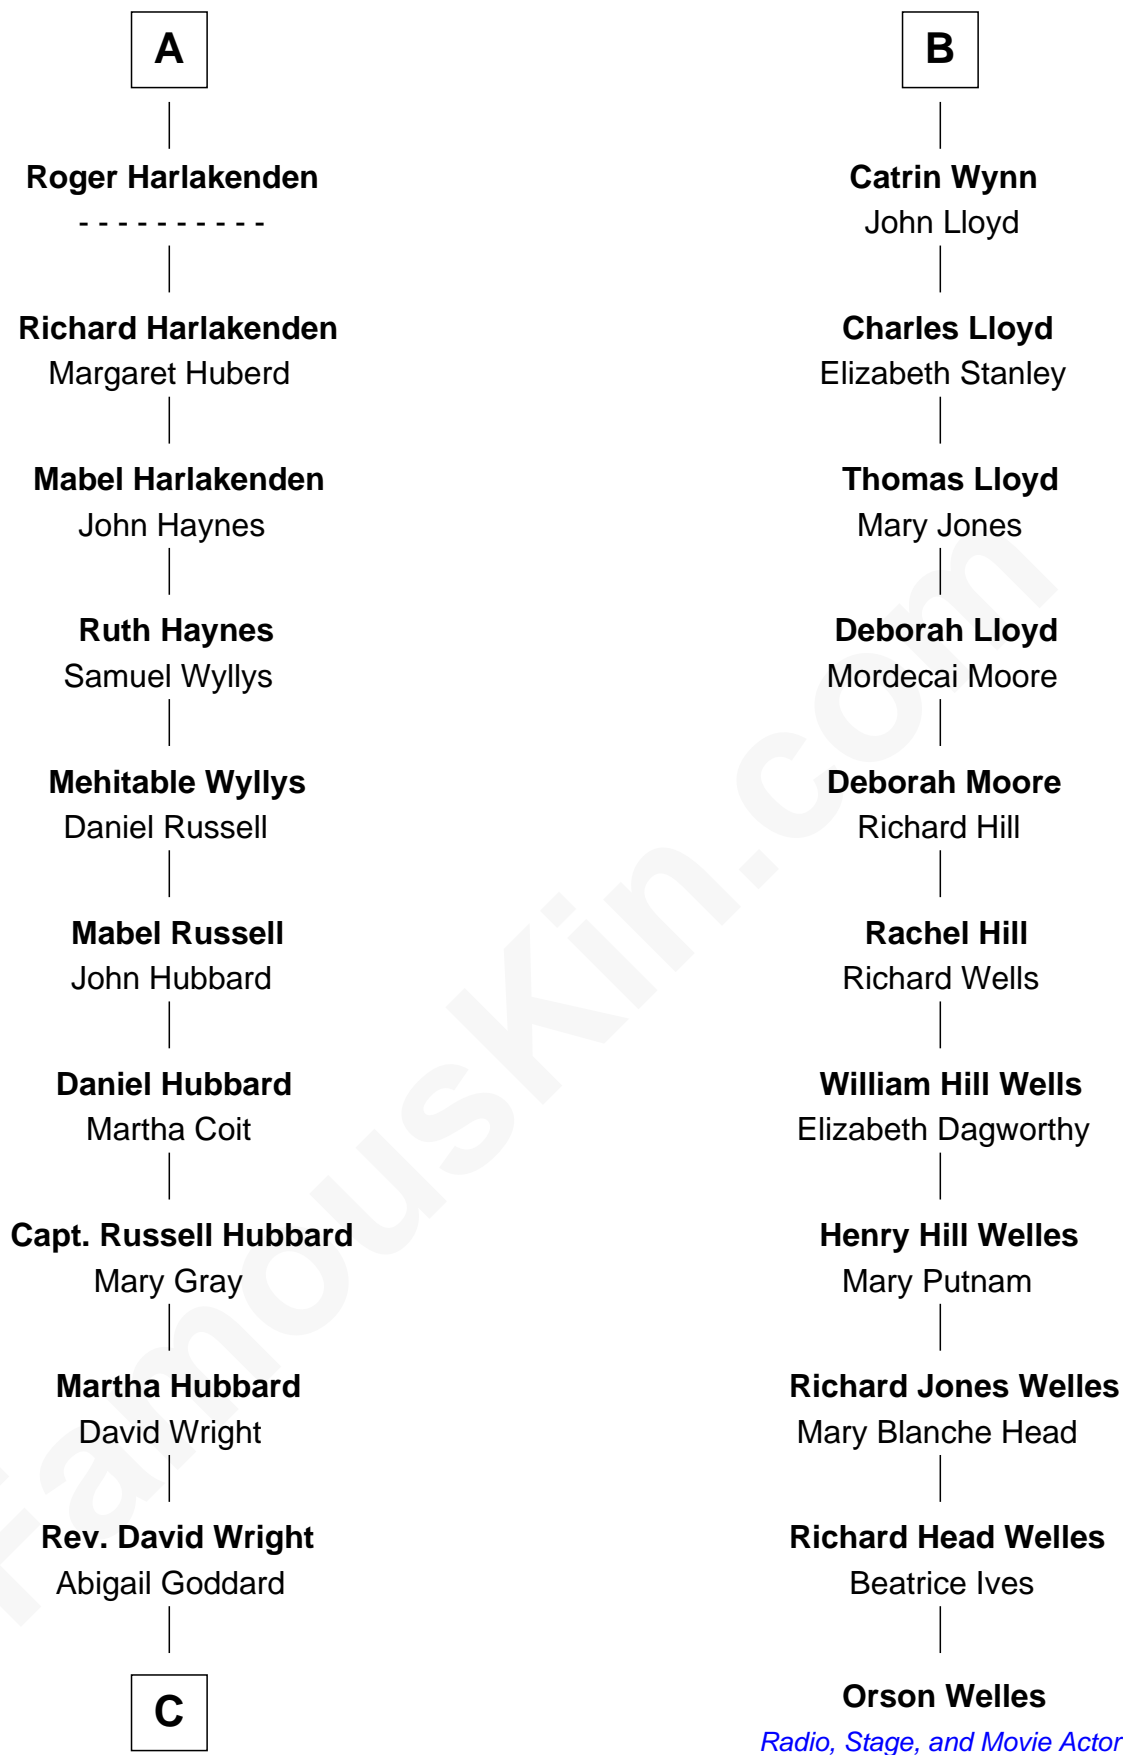 A
Roger Harlakenden
- - - - - - - - - -
Richard Harlakenden
Margaret Huberd
Mabel Harlakenden
John Haynes
Ruth Haynes
Samuel Wyllys
Mehitable Wyllys
Daniel Russell
Mabel Russell
John Hubbard
Daniel Hubbard
Martha Coit
Capt. Russell Hubbard
Mary Gray
Martha Hubbard
David Wright
Rev. David Wright
Abigail Goddard
C
B
Catrin Wynn
John Lloyd
Charles Lloyd
Elizabeth Stanley
Thomas Lloyd
Mary Jones
Deborah Lloyd
Mordecai Moore
Deborah Moore
Richard Hill
Rachel Hill
Richard Wells
William Hill Wells
Elizabeth Dagworthy
Henry Hill Welles
Mary Putnam
Richard Jones Welles
Mary Blanche Head
Richard Head Welles
Beatrice Ives
Orson Welles
Radio, Stage, and Movie Actor
FamousKin.com